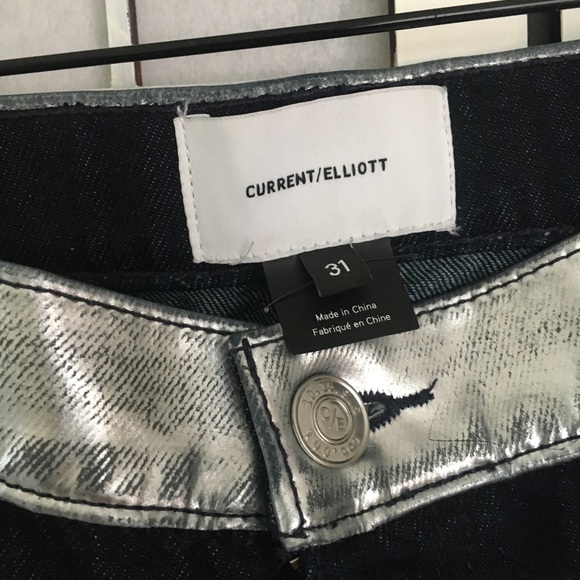 CURRENT/ELLIOTT
31
Made in China
Fabriqué en Chine
C/E